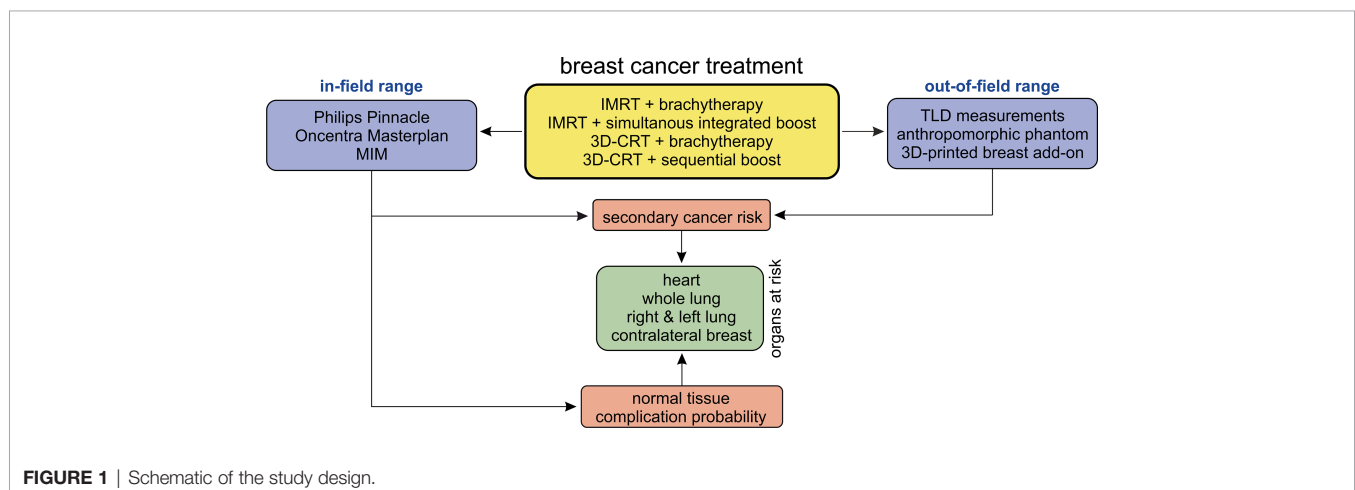 breast cancer treatment
in-field range
Philips Pinnacle
Oncentra Masterplan
MIM
IMRT + brachytherapy
IMRT + simultanous integrated boost
3D-CRT + brachytherapy
3D-CRT + sequential boost
out-of-field range
TLD measurements
anthropomorphic phantom
3D-printed breast add-on
secondary cancer risk
heart
whole lung
right & left lung
contralateral breast
organs at risk
normal tissue
complication probability
FIGURE 1 | Schematic of the study design.